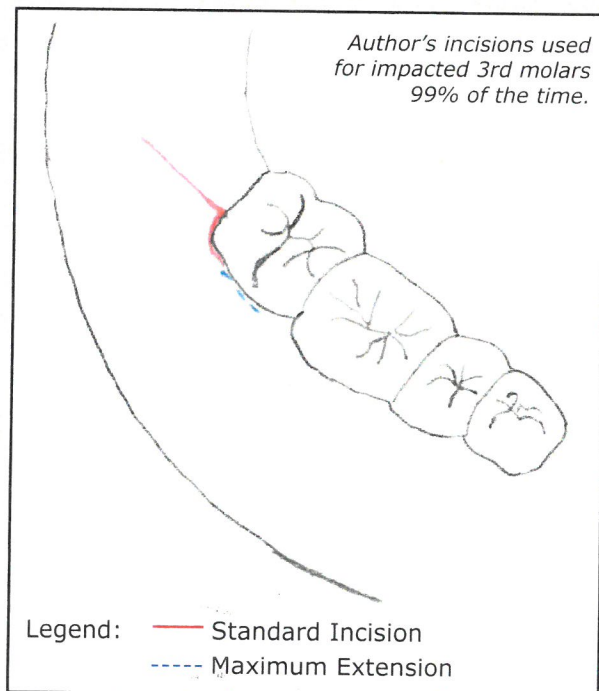 Author's incisions used
for impacted 3rd molars
99% of the time.
Legend:
Standard Incision
Maximum Extension